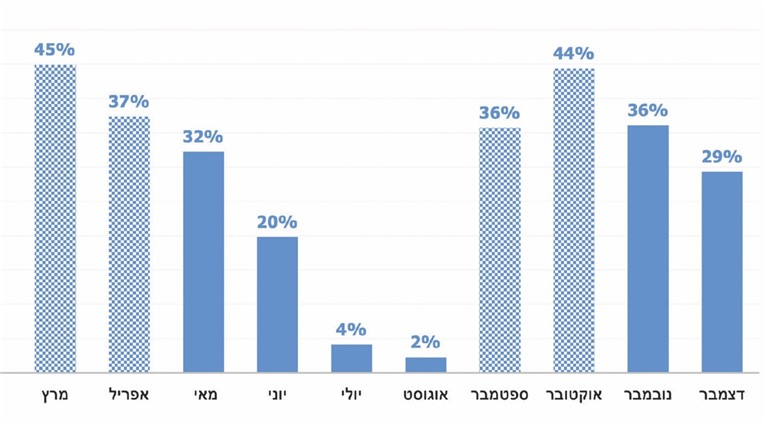 45%
37%
32%
20%
4%
2%
36%
44%
36%
29%
מרץ
אפריל
מאי
יוני
יולי
אוגוסט
ספטמבר
אוקטובר
נובמבר
דצמבר